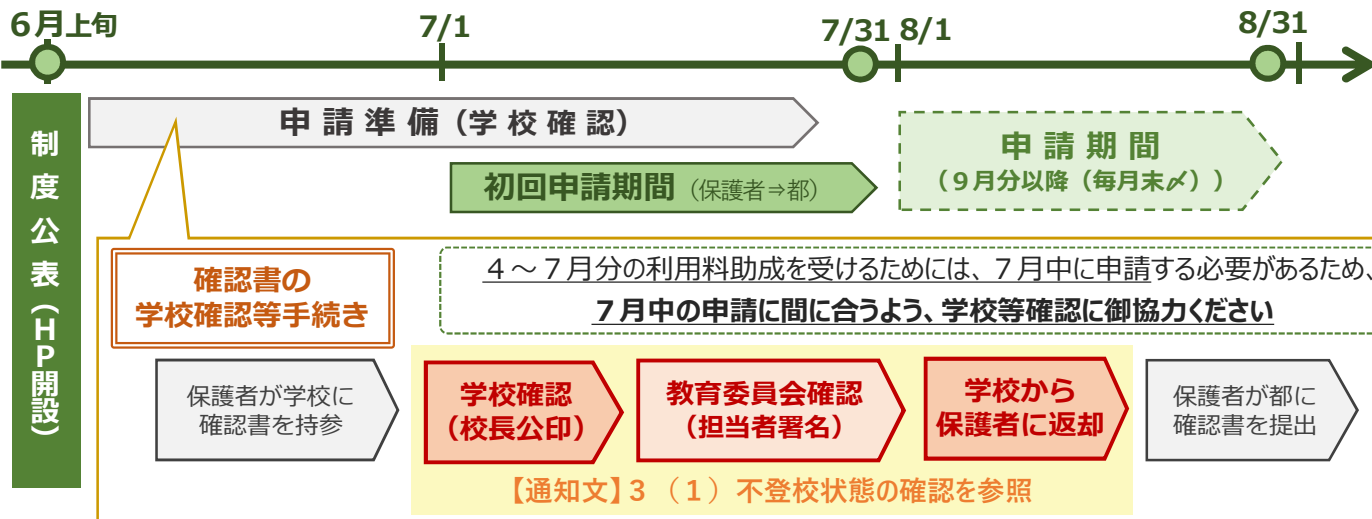 6月上旬
7/1
7/31
8/1
8/31
制度公表（HP開設）
申請準備（学校確認）
初回申請期間（保護者⇒都）
申請期間
（９月分以降（毎月末〆））
確認書の
学校確認等手続き
４～７月分の利用料助成を受けるためには、７月中に申請する必要があるため、
７月中の申請に間に合うよう、学校等確認に御協力ください
保護者が学校に
確認書を持参
学校確認
（校長公印）
教育委員会確認
（担当者署名）
学校から
保護者に返却
保護者が都に
確認書を提出
【通知文】３（１）不登校状態の確認を参照